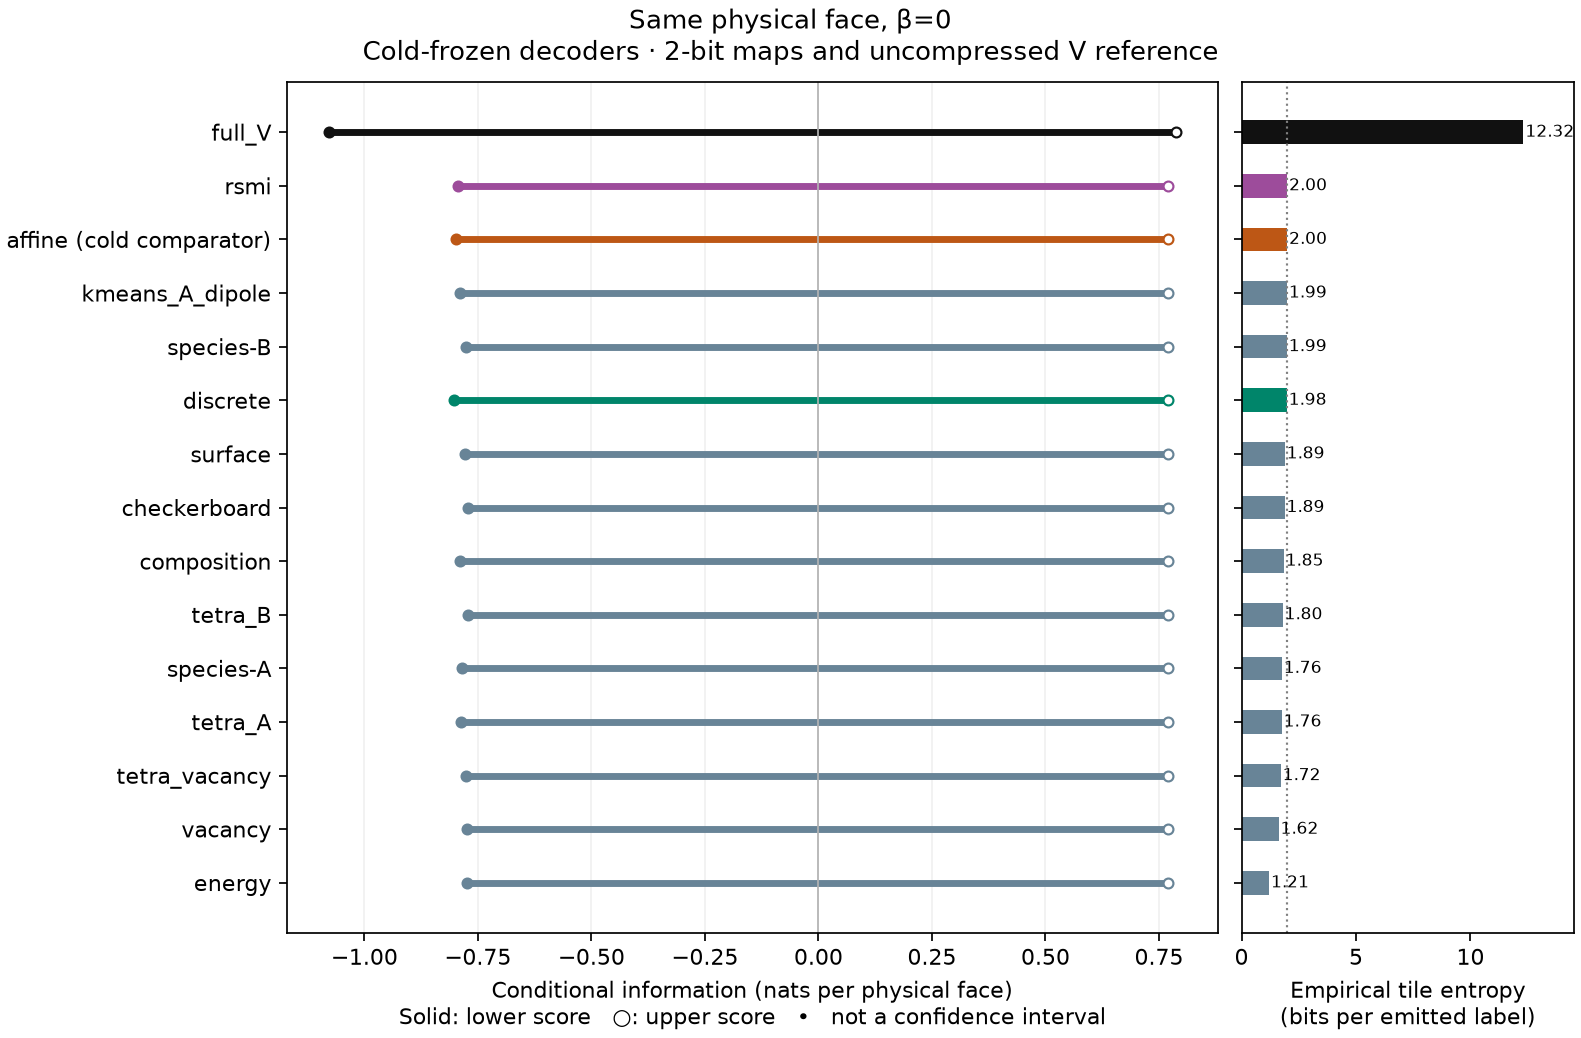 Same physical face, β=0
Cold-frozen decoders · 2-bit maps and uncompressed V reference
full_V
rsmi
affine (cold comparator)
kmeans_A_dipole
species-B
discrete
surface
checkerboard
composition
tetra_B
species-A
tetra_A
tetra_vacancy
vacancy
energy
−1.00 −0.75 −0.50 −0.25 0.00 0.25 0.50 0.75
Conditional information (nats per physical face)
Solid: lower score ○: upper score • not a confidence interval
12.32
2.00
2.00
1.99
1.99
1.98
1.89
1.89
1.85
1.80
1.76
1.76
1.72
1.62
1.21
0 5 10
Empirical tile entropy
(bits per emitted label)